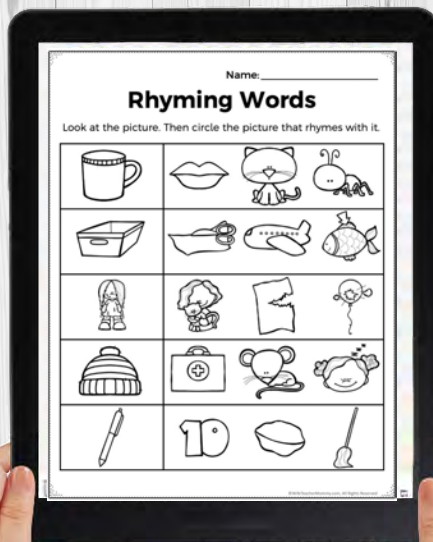 Name:
Rhyming Words
Look at the picture. Then circle the picture that rhymes with it.
10